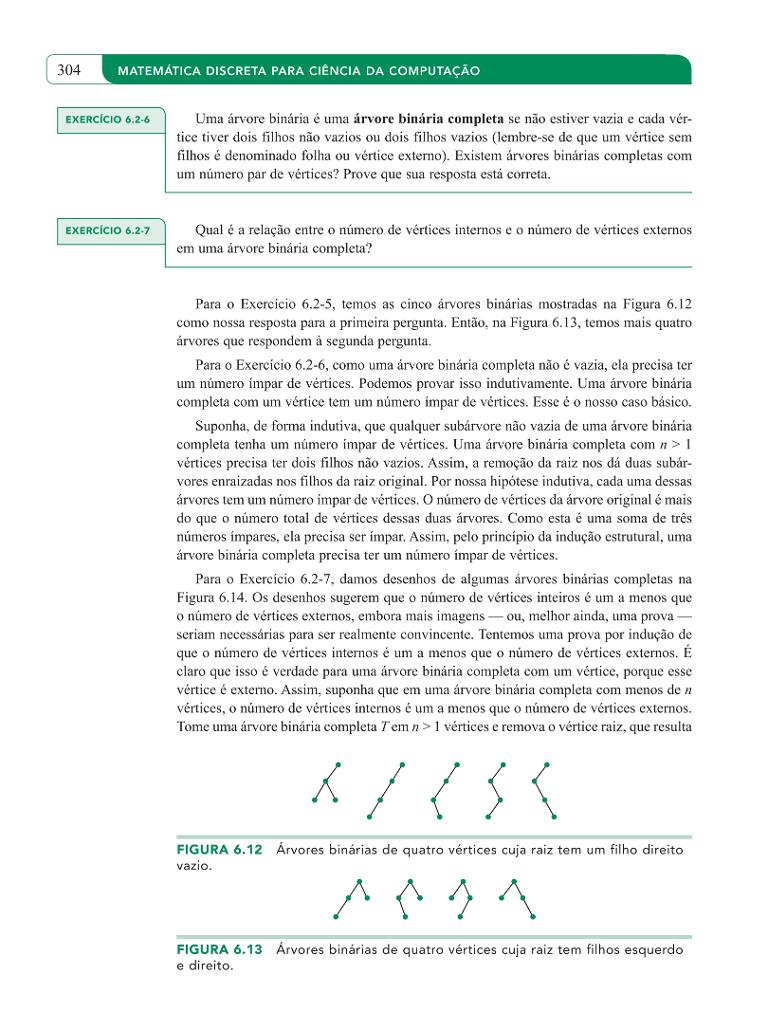 304
MATEMÁTICA DISCRETA PARA CIÊNCIA DA COMPUTAÇÃO
EXERCÍCIO 6.2-6
Uma árvore binária é uma árvore binária completa se não estiver vazia e cada vér-
tice tiver dois filhos não vazios ou dois filhos vazios (lembre-se de que um vértice sem
filhos é denominado folha ou vértice externo). Existem árvores binárias completas com
um número par de vértices? Prove que sua resposta está correta.
EXERCÍCIO 6.2-7
Qual é a relação entre o número de vértices internos e o número de vértices externos
em uma árvore binária completa?
Para o Exercício 6.2-5, temos as cinco árvores binárias mostradas na Figura 6.12
como nossa resposta para a primeira pergunta. Então, na Figura 6.13, temos mais quatro
árvores que respondem à segunda pergunta.
Para o Exercício 6.2-6, como uma árvore binária completa não é vazia, ela precisa ter
um número ímpar de vértices. Podemos provar isso indutivamente. Uma árvore binária
completa com um vértice tem um número ímpar de vértices. Esse é o nosso caso básico.
Suponha, de forma indutiva, que qualquer subárvore não vazia de uma árvore binária
completa tenha um número ímpar de vértices. Uma árvore binária completa com n > 1
vértices precisa ter dois filhos não vazios. Assim, a remoção da raiz nos dá duas subár-
vores enraizadas nos filhos da raiz original. Por nossa hipótese indutiva, cada uma dessas
árvores tem um número ímpar de vértices. O número de vértices da árvore original é mais
do que o número total de vértices dessas duas árvores. Como esta é uma soma de três
números ímpares, ela precisa ser ímpar. Assim, pelo princípio da indução estrutural, uma
árvore binária completa precisa ter um número ímpar de vértices.
Para o Exercício 6.2-7, damos desenhos de algumas árvores binárias completas na
Figura 6.14. Os desenhos sugerem que o número de vértices inteiros é um a menos que
o número de vértices externos, embora mais imagens — ou, melhor ainda, uma prova —
seriam necessárias para ser realmente convincente. Tentemos uma prova por indução de
que o número de vértices internos é um a menos que o número de vértices externos. É
claro que isso é verdade para uma árvore binária completa com um vértice, porque esse
vértice é externo. Assim, suponha que em uma árvore binária completa com menos de n
vértices, o número de vértices internos é um a menos que o número de vértices externos.
Tome uma árvore binária completa T em n > 1 vértices e remova o vértice raiz, que resulta
FIGURA 6.12 Árvores binárias de quatro vértices cuja raiz tem um filho direito
vazio.
FIGURA 6.13 Árvores binárias de quatro vértices cuja raiz tem filhos esquerdo
e direito.